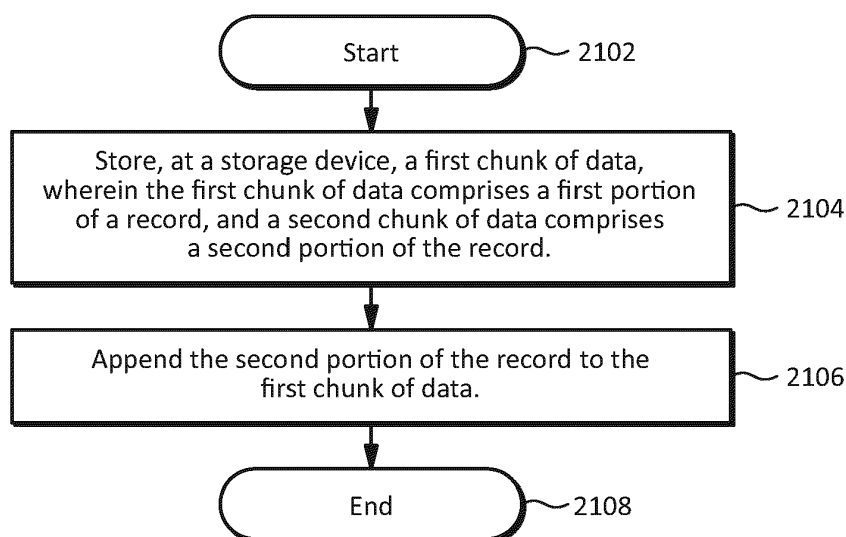 Start
2102
Store, at a storage device, a first chunk of data,
wherein the first chunk of data comprises a first portion
of a record, and a second chunk of data comprises
a second portion of the record.
2104
Append the second portion of the record to the
first chunk of data.
2106
End
2108